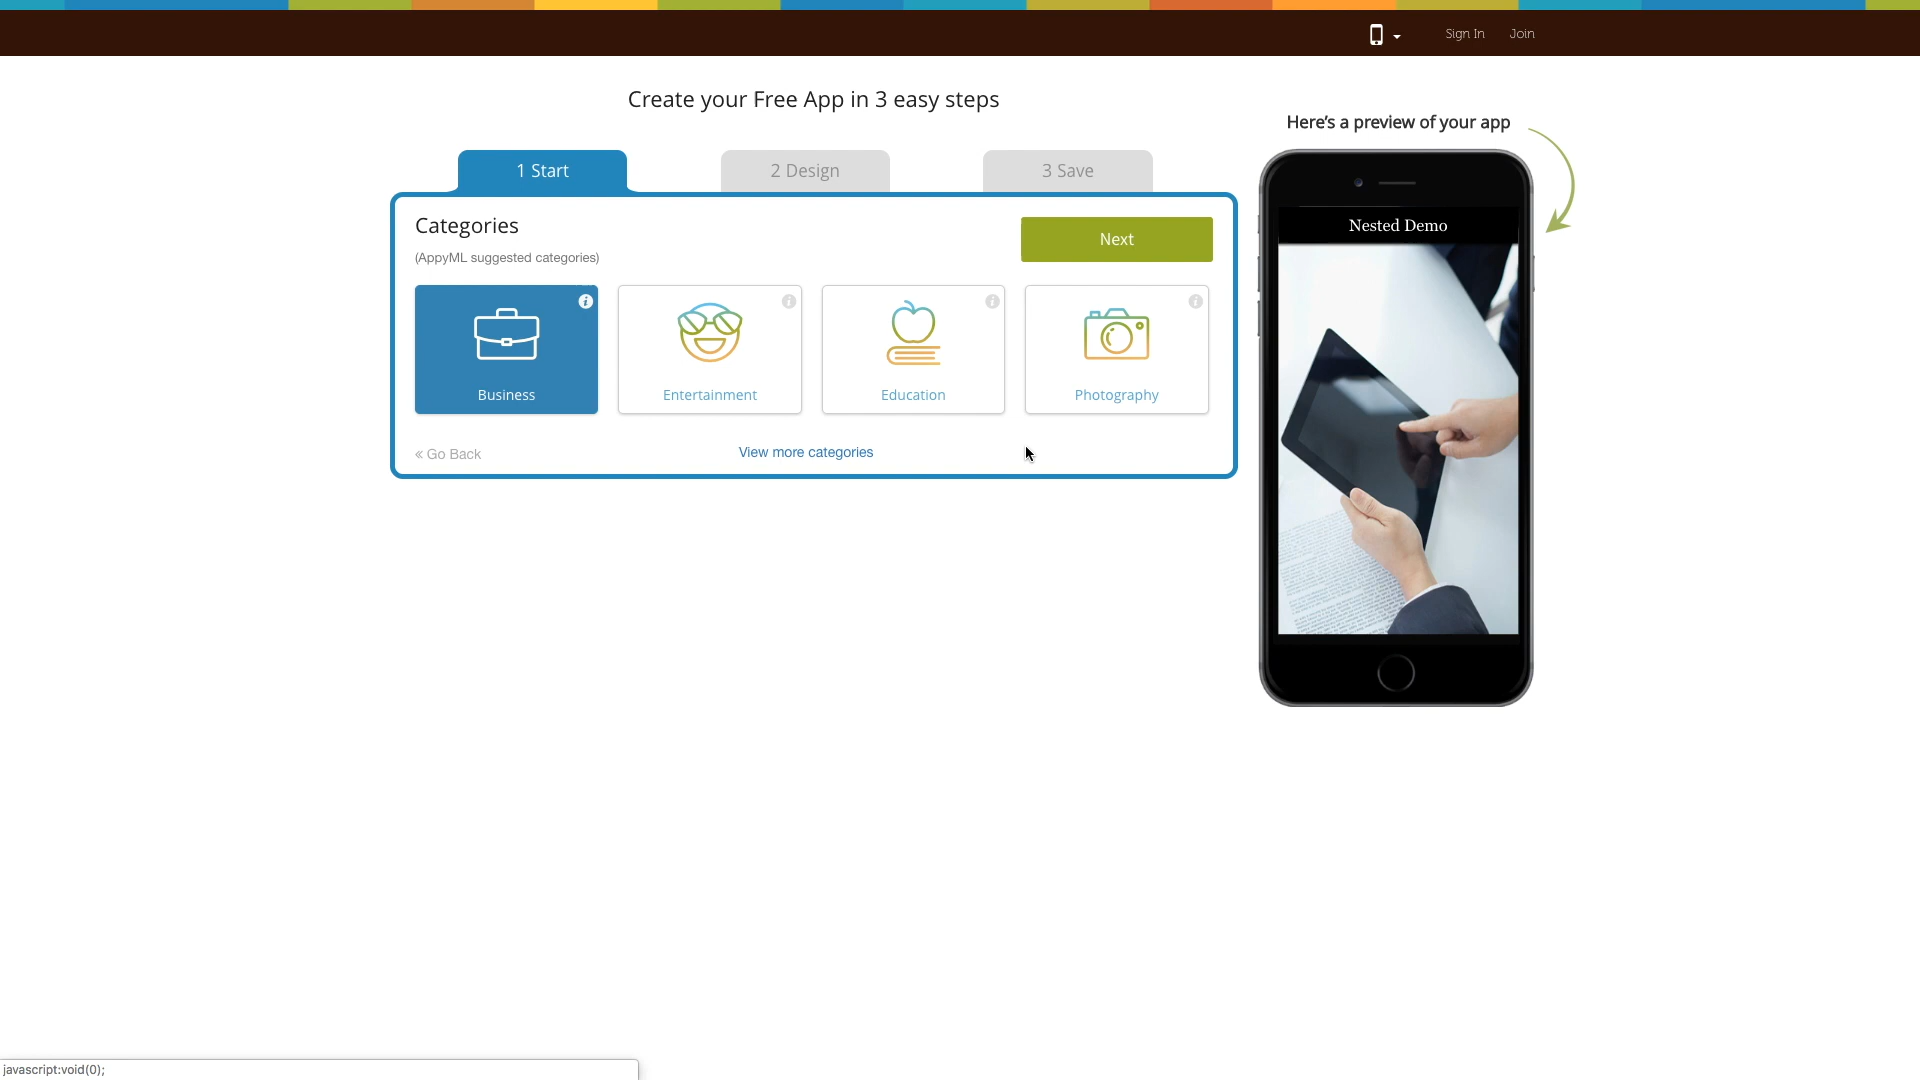 Sign In
Join
Create your Free App in 3 easy steps
Here's a preview of your app
1 Start
2 Design
3 Save
Categories
Next
(AppyML suggested categories)
Business
Entertainment
Education
Photography
« Go Back
View more categories
Nested Demo
javascript:void(0);